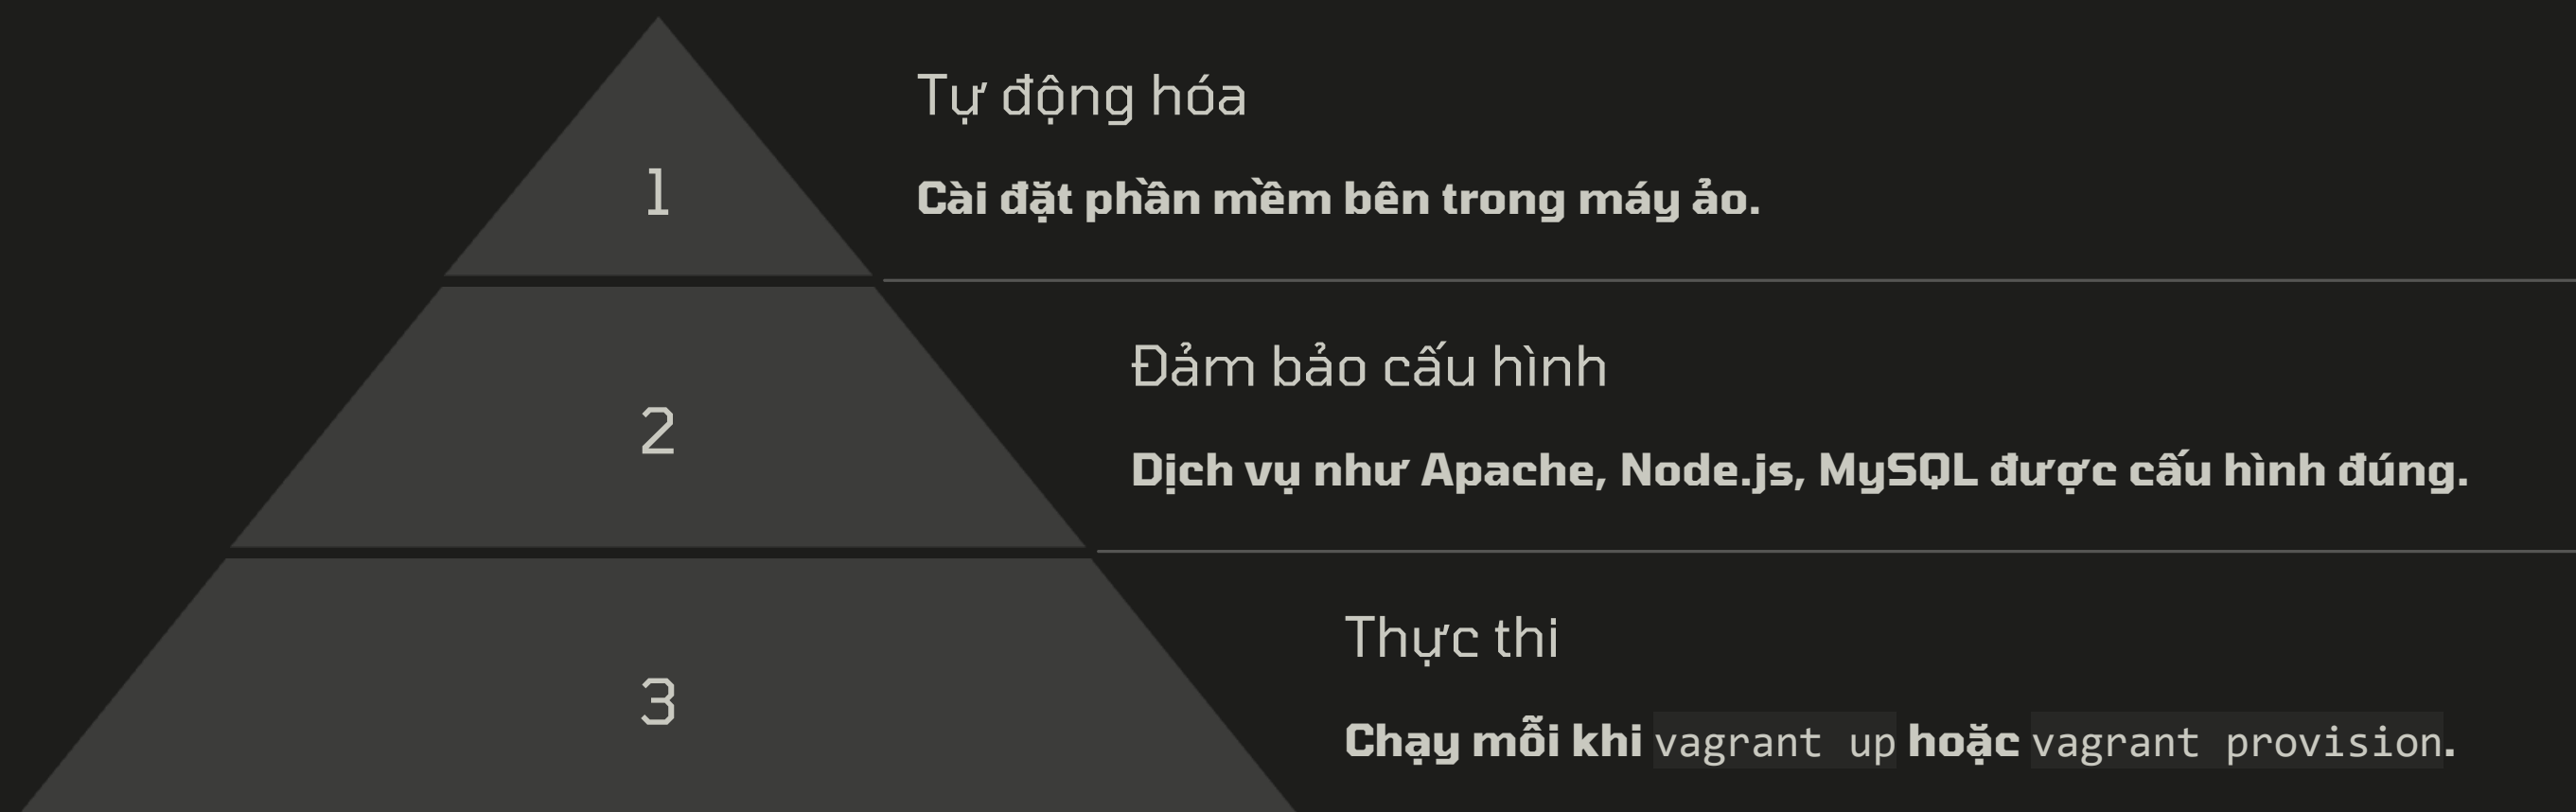 1
Tự động hóa
Cài đặt phần mềm bên trong máy ảo.
2
Đảm bảo cấu hình
Dịch vụ như Apache, Node.js, MySQL được cấu hình đúng.
3
Thực thi
Chạy mỗi khi vagrant up hoặc vagrant provision.